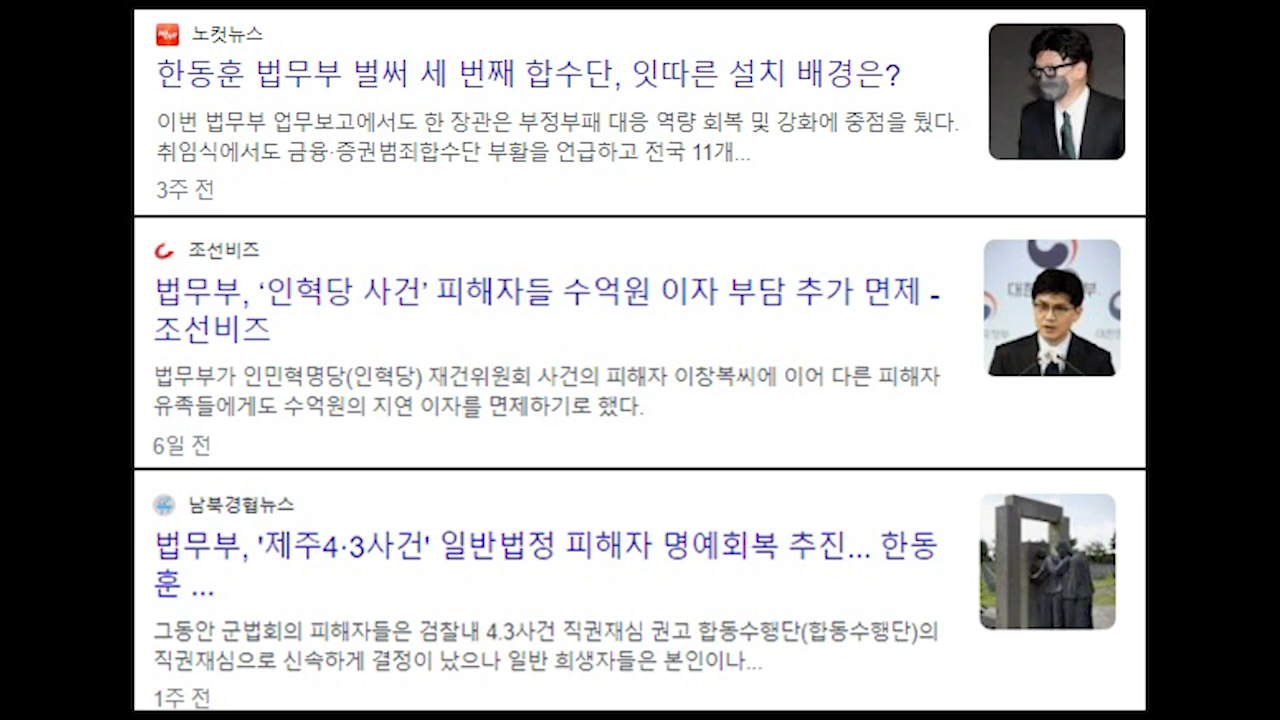 노컷뉴스
한동훈 법무부 벌써 세 번째 합수단, 잇따른 설치 배경은?
이번 법무부 업무보고에서도 한 장관은 부정부패 대응 역량 회복 및 강화에 중점을 뒀다.
취임식에서도 금융·증권범죄합수단 부활을 언급하고 전국 11개...
3주 전
조선비즈
법무부, ‘인혁당 사건’ 피해자들 수억원 이자 부담 추가 면제 -
조선비즈
법무부가 인민혁명당(인혁당) 재건위원회 사건의 피해자 이창복씨에 이어 다른 피해자
유족들에게도 수억원의 지연 이자를 면제하기로 했다.
6일 전
남북경협뉴스
법무부, '제주4·3사건' 일반법정 피해자 명예회복 추진... 한동
훈 ...
그동안 군법회의 피해자들은 검찰내 4.3사건 직권재심 권고 합동수행단(합동수행단)의
직권재심으로 신속하게 결정이 났으나 일반 희생자들은 본인이나...
1주 전